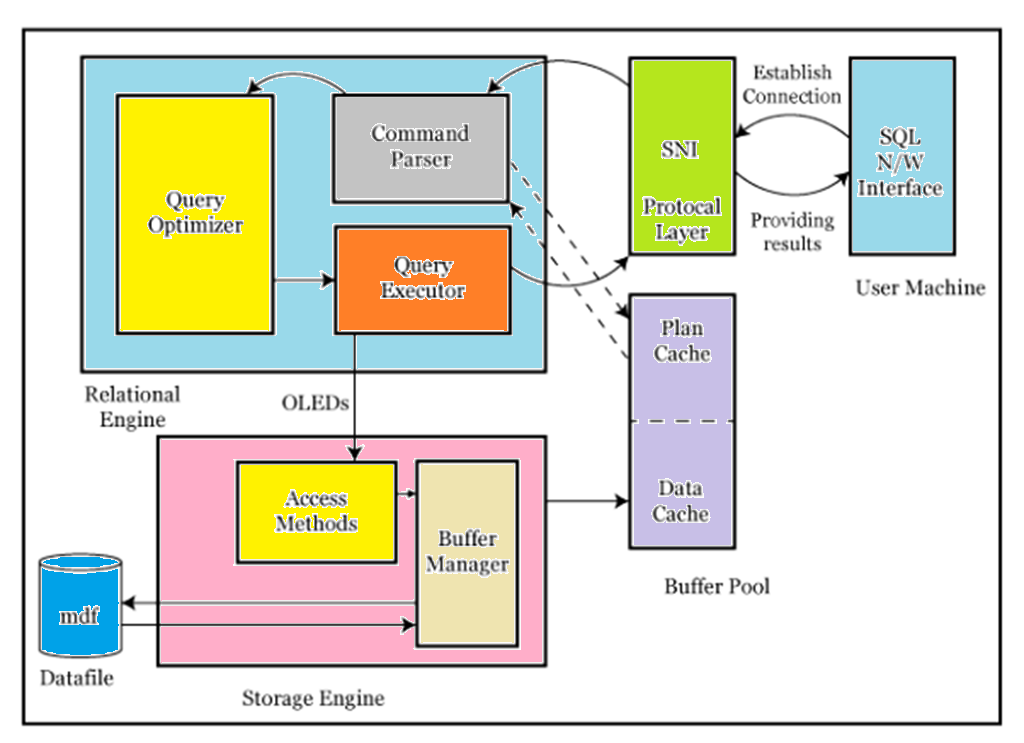 Establish
Connection
Command
Parser
SNI
SQL
N/W
Interface
Query
Optimizer
Protocal
Layer
Providing
results
Query
Executor
User Machine
Plan
Cache
Relational
Engine
OLEDs
Access
Methods
Data
Cache
Buffer
Manager
Buffer Pool
mdf
Datafile
Storage Engine